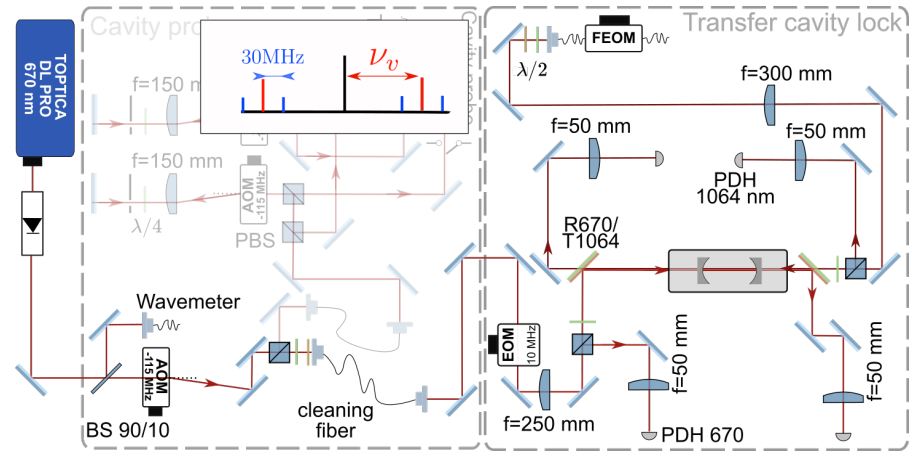 TOPTICA
DL PRO
670 nm
Cavity pro
30MHz
ν_v
f=150 mm
f=150 mm
AOM
-115 MHz
λ/4
PBS
Wavemeter
AOM
-115 MHz
BS 90/10
cleaning
fiber
Transfer cavity lock
FEOM
λ/2
f=300 mm
f=50 mm
f=50 mm
PDH
1064 nm
R670/
T1064
EOM
10 MHz
f=250 mm
f=50 mm
PDH 670
f=50 mm